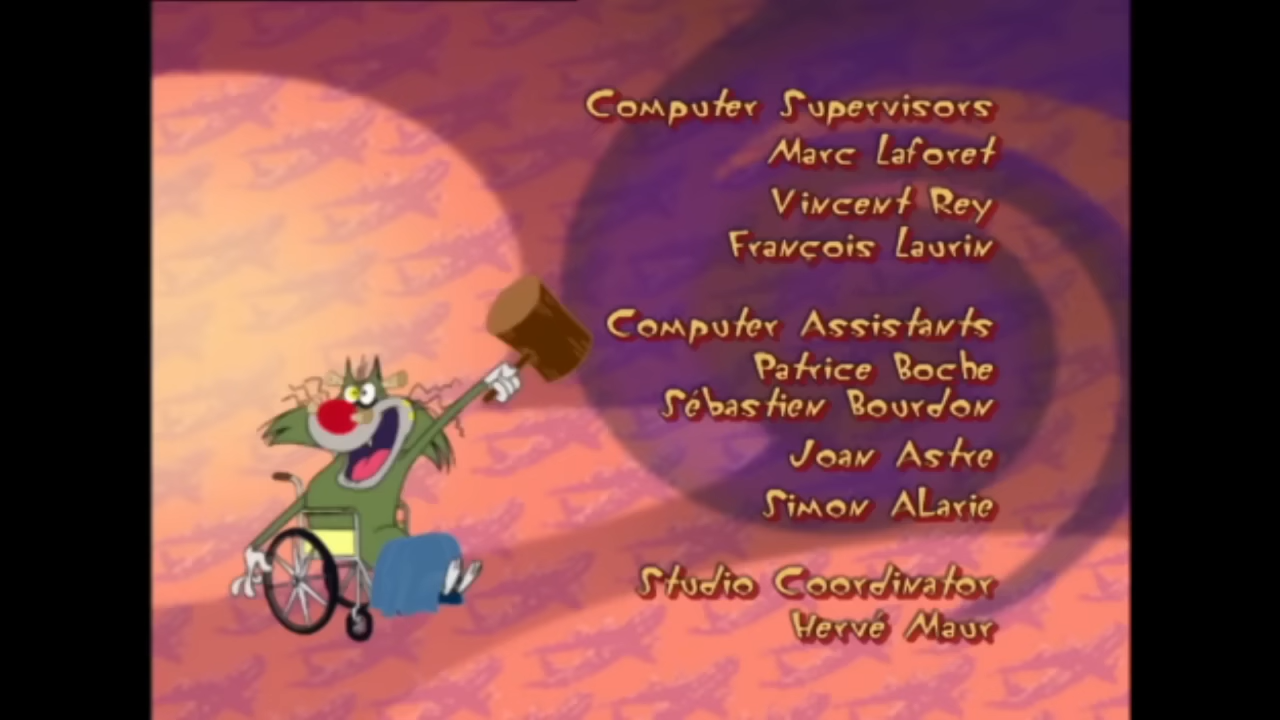 Computer Supervisors
Marc Laforet
Vincent Rey
François Laurin
Computer Assistants
Patrice Boche
Sébastien Bourdon
Joan Astre
Simon ALarie
Studio Coordinator
Hervé Maur